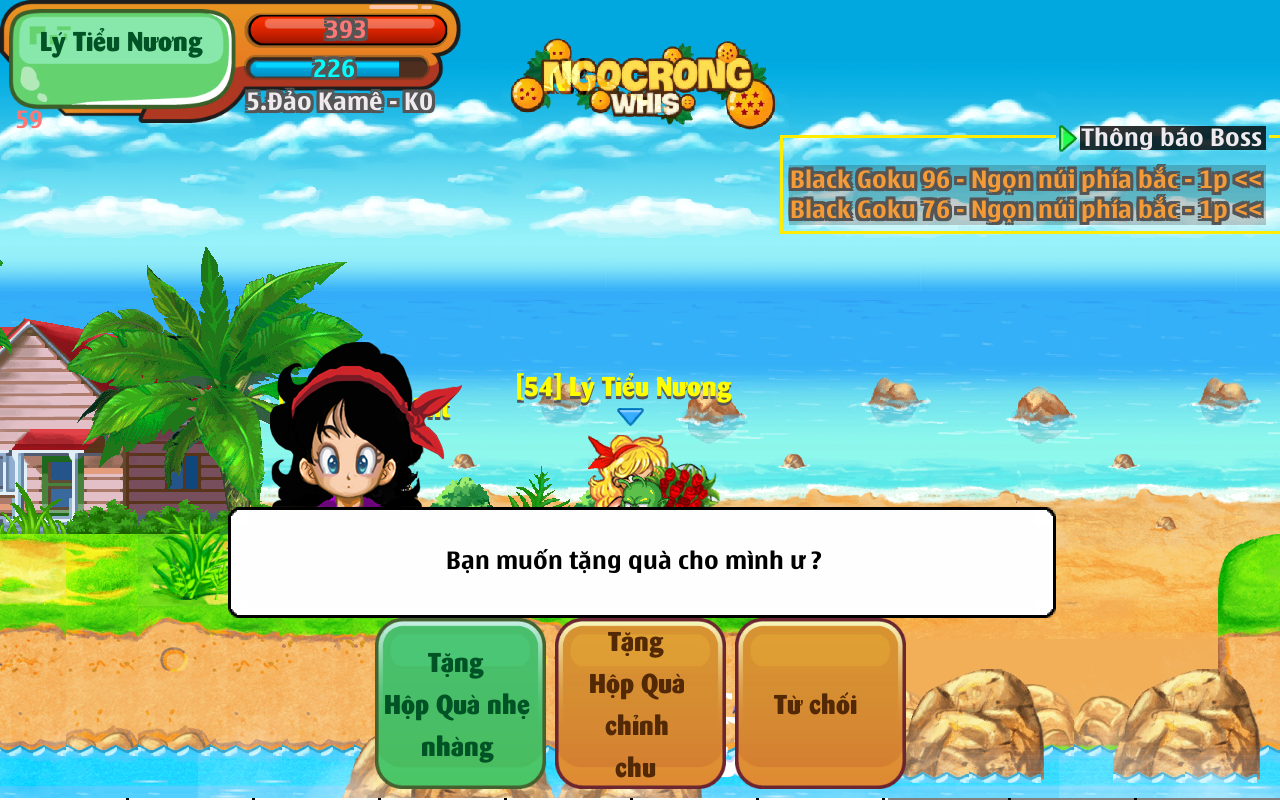 Lý Tiểu Nương
393
226
5.Đảo Kamê - K0
59
NGOCRONG
WHIS
Thông báo Boss
Black Goku 96 - Ngọn núi phía bắc - 1p <<
Black Goku 76 - Ngọn núi phía bắc - 1p <<
[54] Lý Tiểu Nương
Bạn muốn tặng quà cho mình ư ?
Tặng
Hộp Quà nhẹ
nhàng
Tặng
Hộp Quà
chỉnh
chu
Từ chối